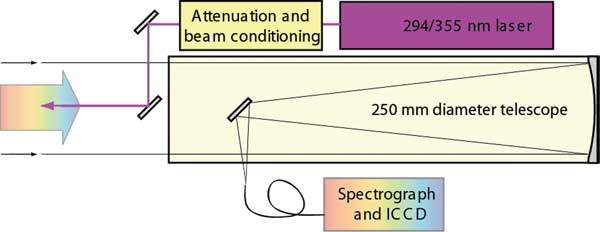 Attenuation and
beam conditioning
294/355 nm laser
250 mm diameter telescope
Spectrograph
and ICCD